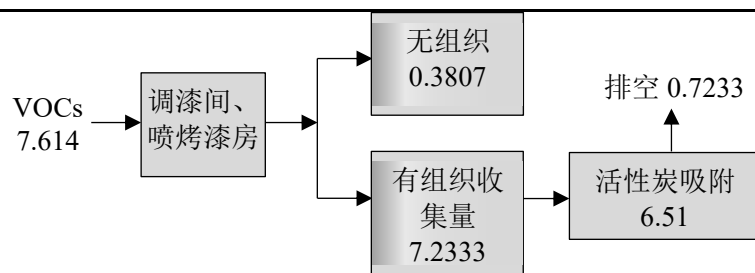 VOCs
7.614
调漆间、
喷烤漆房
无组织
0.3807
有组织收
集量
7.2333
排空 0.7233
活性炭吸附
6.51